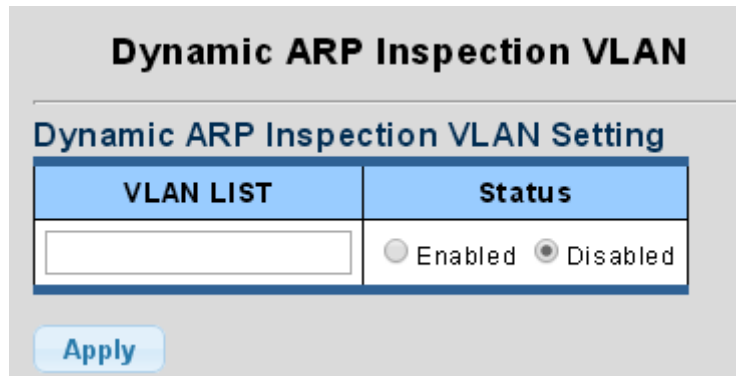 Dynamic ARP Inspection VLAN
Dynamic ARP Inspection VLAN Setting
VLAN LIST Status
Enabled Disabled
Apply